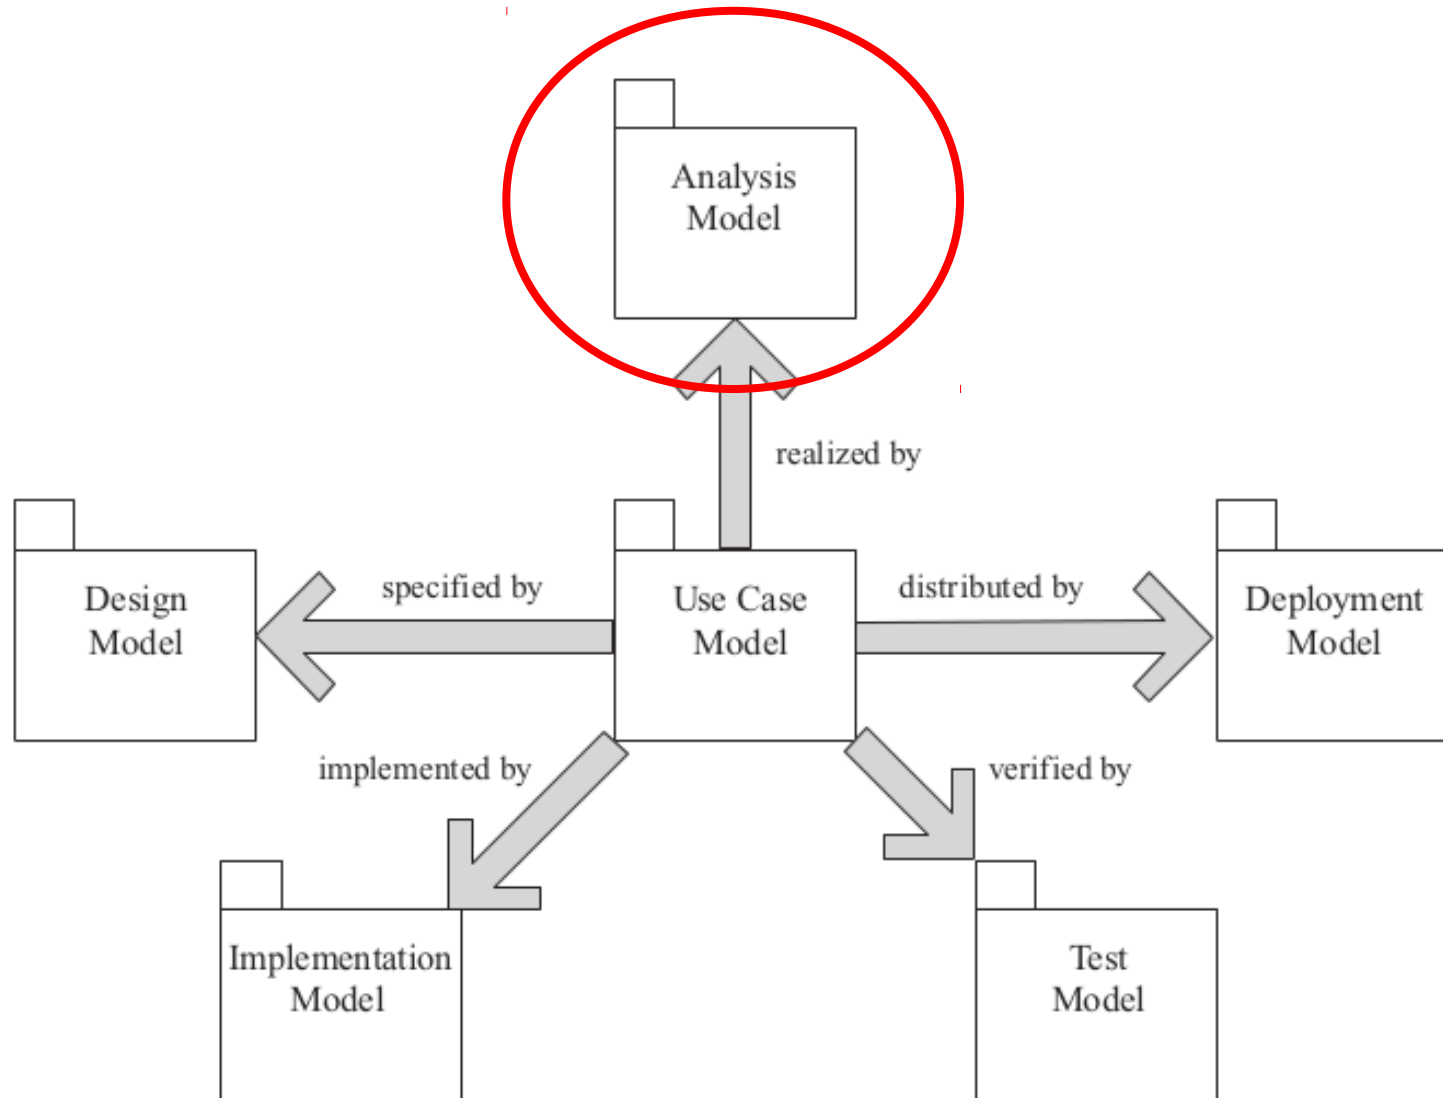 Analysis
Model
realized by
Design
Model
specified by
Use Case
Model
distributed by
Deployment
Model
implemented by
verified by
Implementation
Model
Test
Model